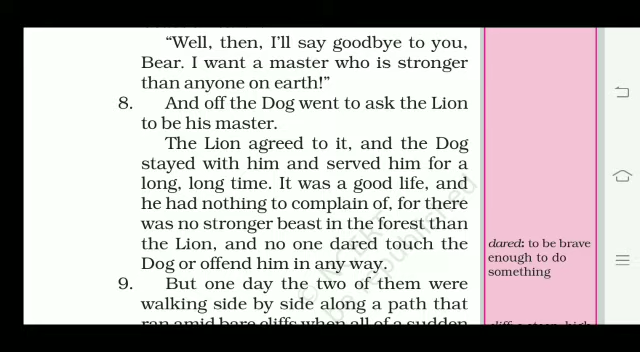 “Well, then, I’ll say goodbye to you,
Bear. I want a master who is stronger
than anyone on earth!”
8. And off the Dog went to ask the Lion
to be his master.
The Lion agreed to it, and the Dog
stayed with him and served him for a
long, long time. It was a good life, and
he had nothing to complain of, for there
was no stronger beast in the forest than
the Lion, and no one dared touch the
Dog or offend him in any way.
9. But one day the two of them were
walking side by side along a path that
ran amid bare cliffs when all of a sudden
dared: to be brave
enough to do
something
© NCERT
be republished